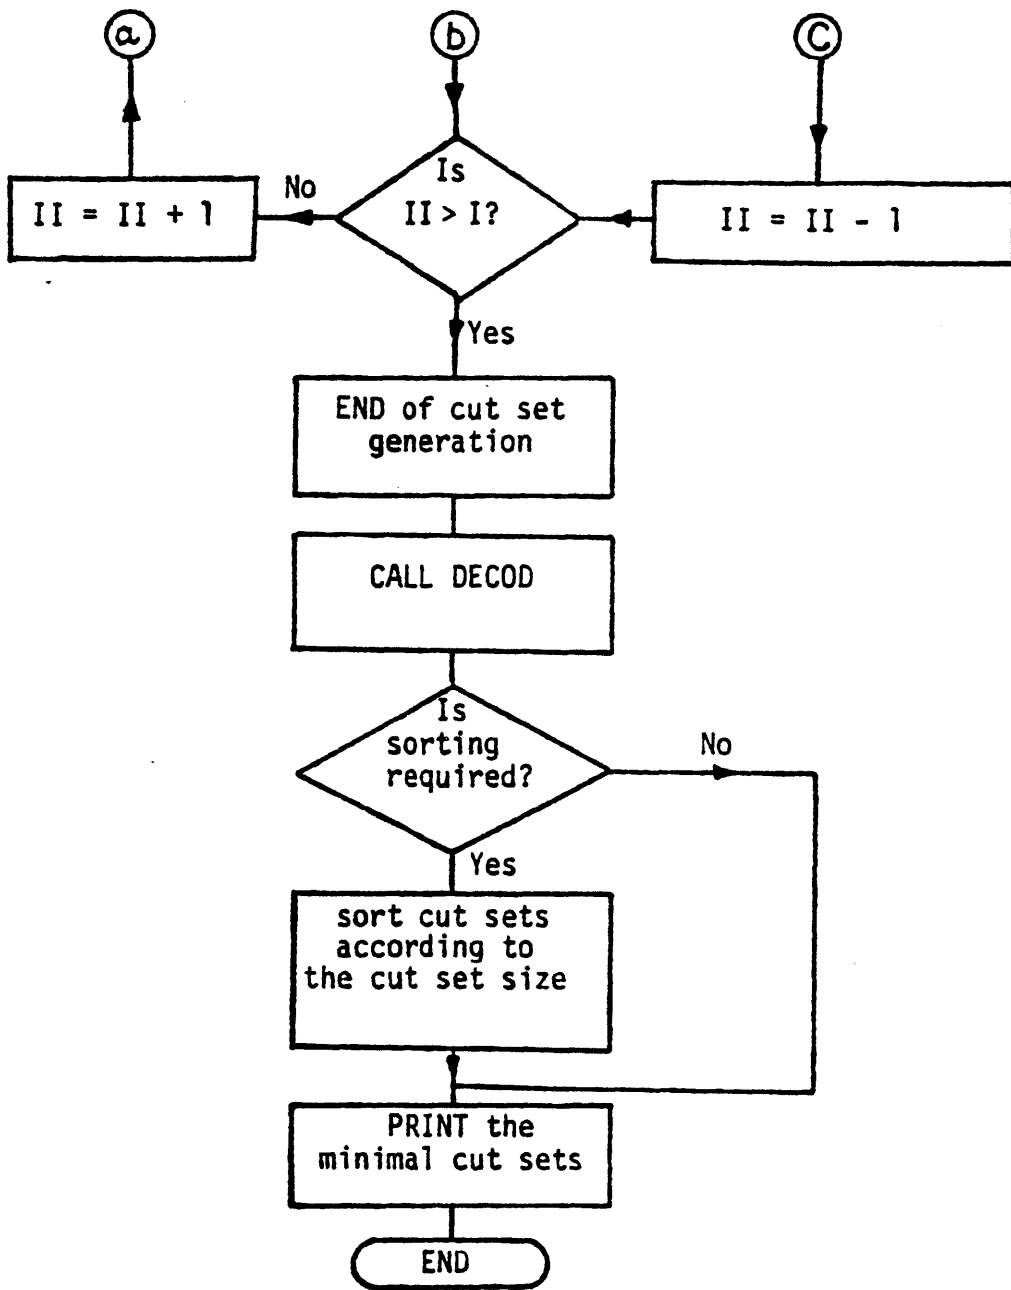 a
b
C
Is
II > I?
No
II = II + 1
II = II - 1
Yes
END of cut set
generation
CALL DECOD
Is
sorting
required?
No
Yes
sort cut sets
according to
the cut set size
PRINT the
minimal cut sets
END